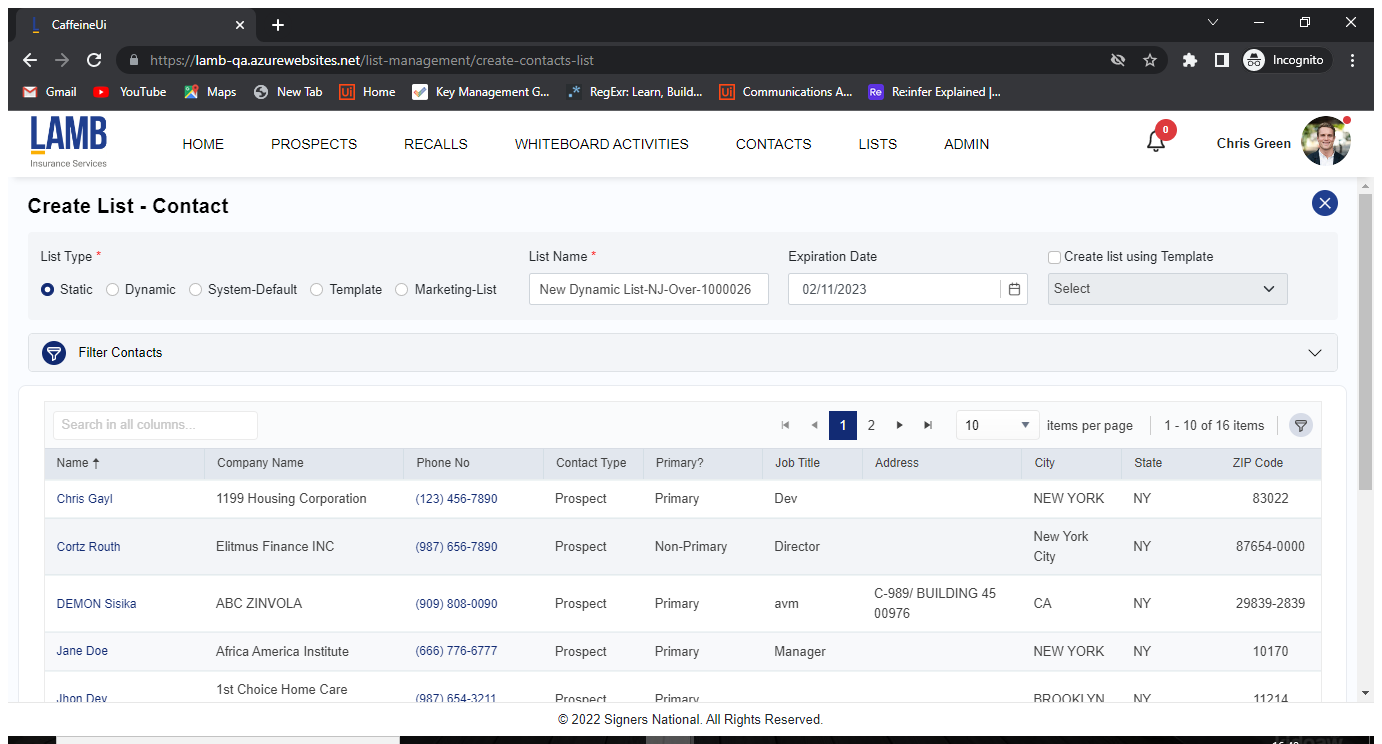 CaffeineUi
https://lamb-qa.azurewebsites.net/list-management/create-contacts-list
Incognito
Gmail YouTube Maps New Tab Home Key Management G... RegExr: Learn, Build... Communications A... Re:infer Explained |...
LAMB
Insurance Services
HOME PROSPECTS RECALLS WHITEBOARD ACTIVITIES CONTACTS LISTS ADMIN 0 Chris Green
Create List - Contact
List Type * List Name * Expiration Date Create list using Template
Static Dynamic System-Default Template Marketing-List New Dynamic List-NJ-Over-1000026 02/11/2023 Select
Filter Contacts
Search in all columns... 1 2 10 items per page 1 - 10 of 16 items
Name Company Name Phone No Contact Type Primary? Job Title Address City State ZIP Code
Chris Gayl 1199 Housing Corporation (123) 456-7890 Prospect Primary Dev NEW YORK NY 83022
Cortz Routh Elitmus Finance INC (987) 656-7890 Prospect Non-Primary Director New York City NY 87654-0000
DEMON Sisika ABC ZINVOLA (909) 808-0090 Prospect Primary avm C-989/ BUILDING 45 00976 CA NY 29839-2839
Jane Doe Africa America Institute (666) 776-6777 Prospect Primary Manager NEW YORK NY 10170
Jhon Dev 1st Choice Home Care (987) 654-3211 Prospect Primary BROOKLYN NY 11214
© 2022 Signers National. All Rights Reserved.